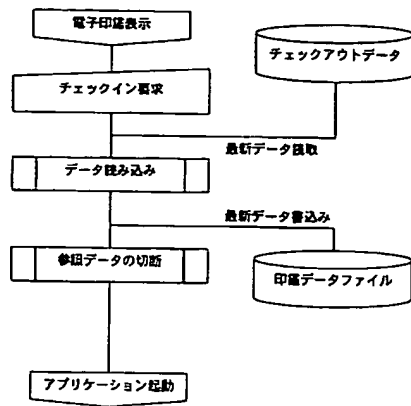 電子印鑑表示
チェックアウトデータ
チェックイン要求
最新データ読取
データ読み込み
最新データ書込み
参照データの切断
印鑑データファイル
アプリケーション起動